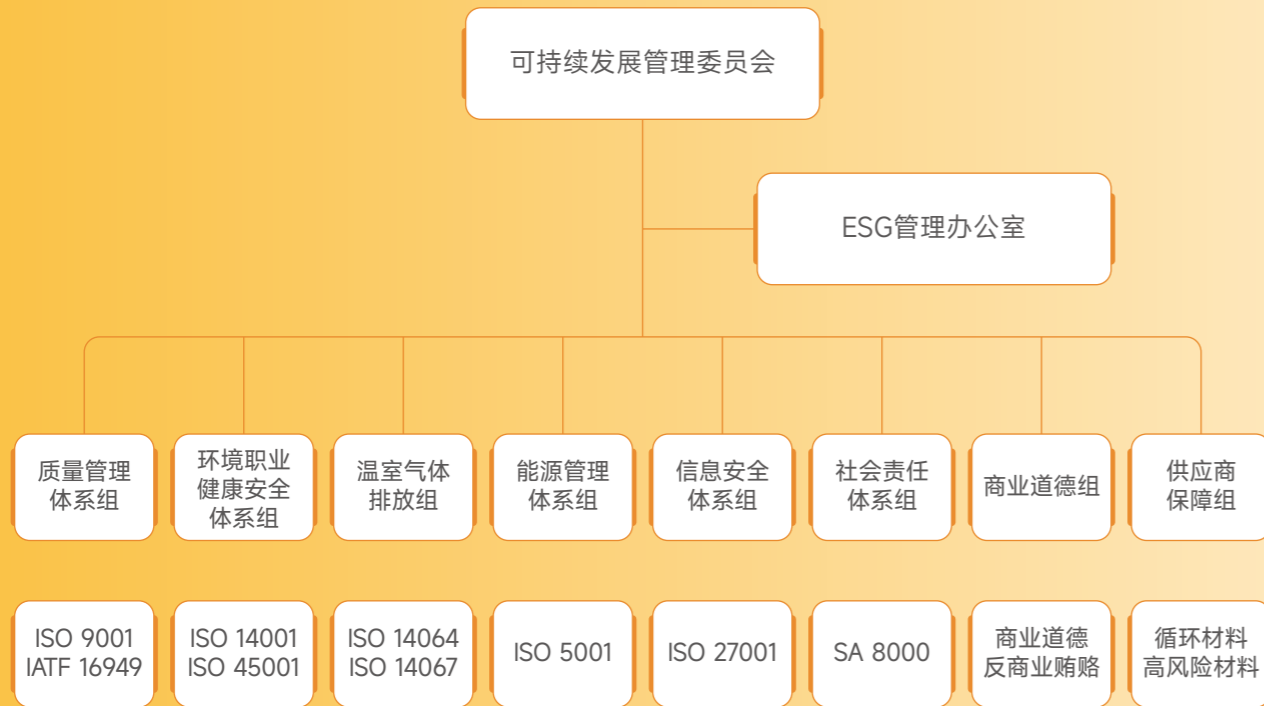 可持续发展管理委员会
ESG管理办公室
质量管理
体系组
环境职业
健康安全
体系组
温室气体
排放组
能源管理
体系组
信息安全
体系组
社会责任
体系组
商业道德组
供应商
保障组
ISO 9001
IATF 16949
ISO 14001
ISO 45001
ISO 14064
ISO 14067
ISO 5001
ISO 27001
SA 8000
商业道德
反商业贿赂
循环材料
高风险材料